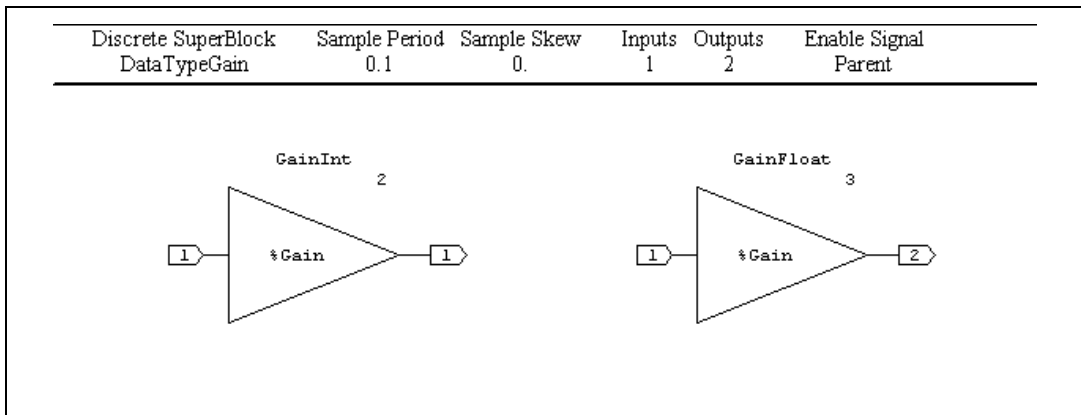 Discrete SuperBlock Sample Period Sample Skew Inputs Outputs Enable Signal
DataTypeGain 0.1 0. 1 2 Parent
GainInt
2
1 %Gain 1
GainFloat
3
1 %Gain 2